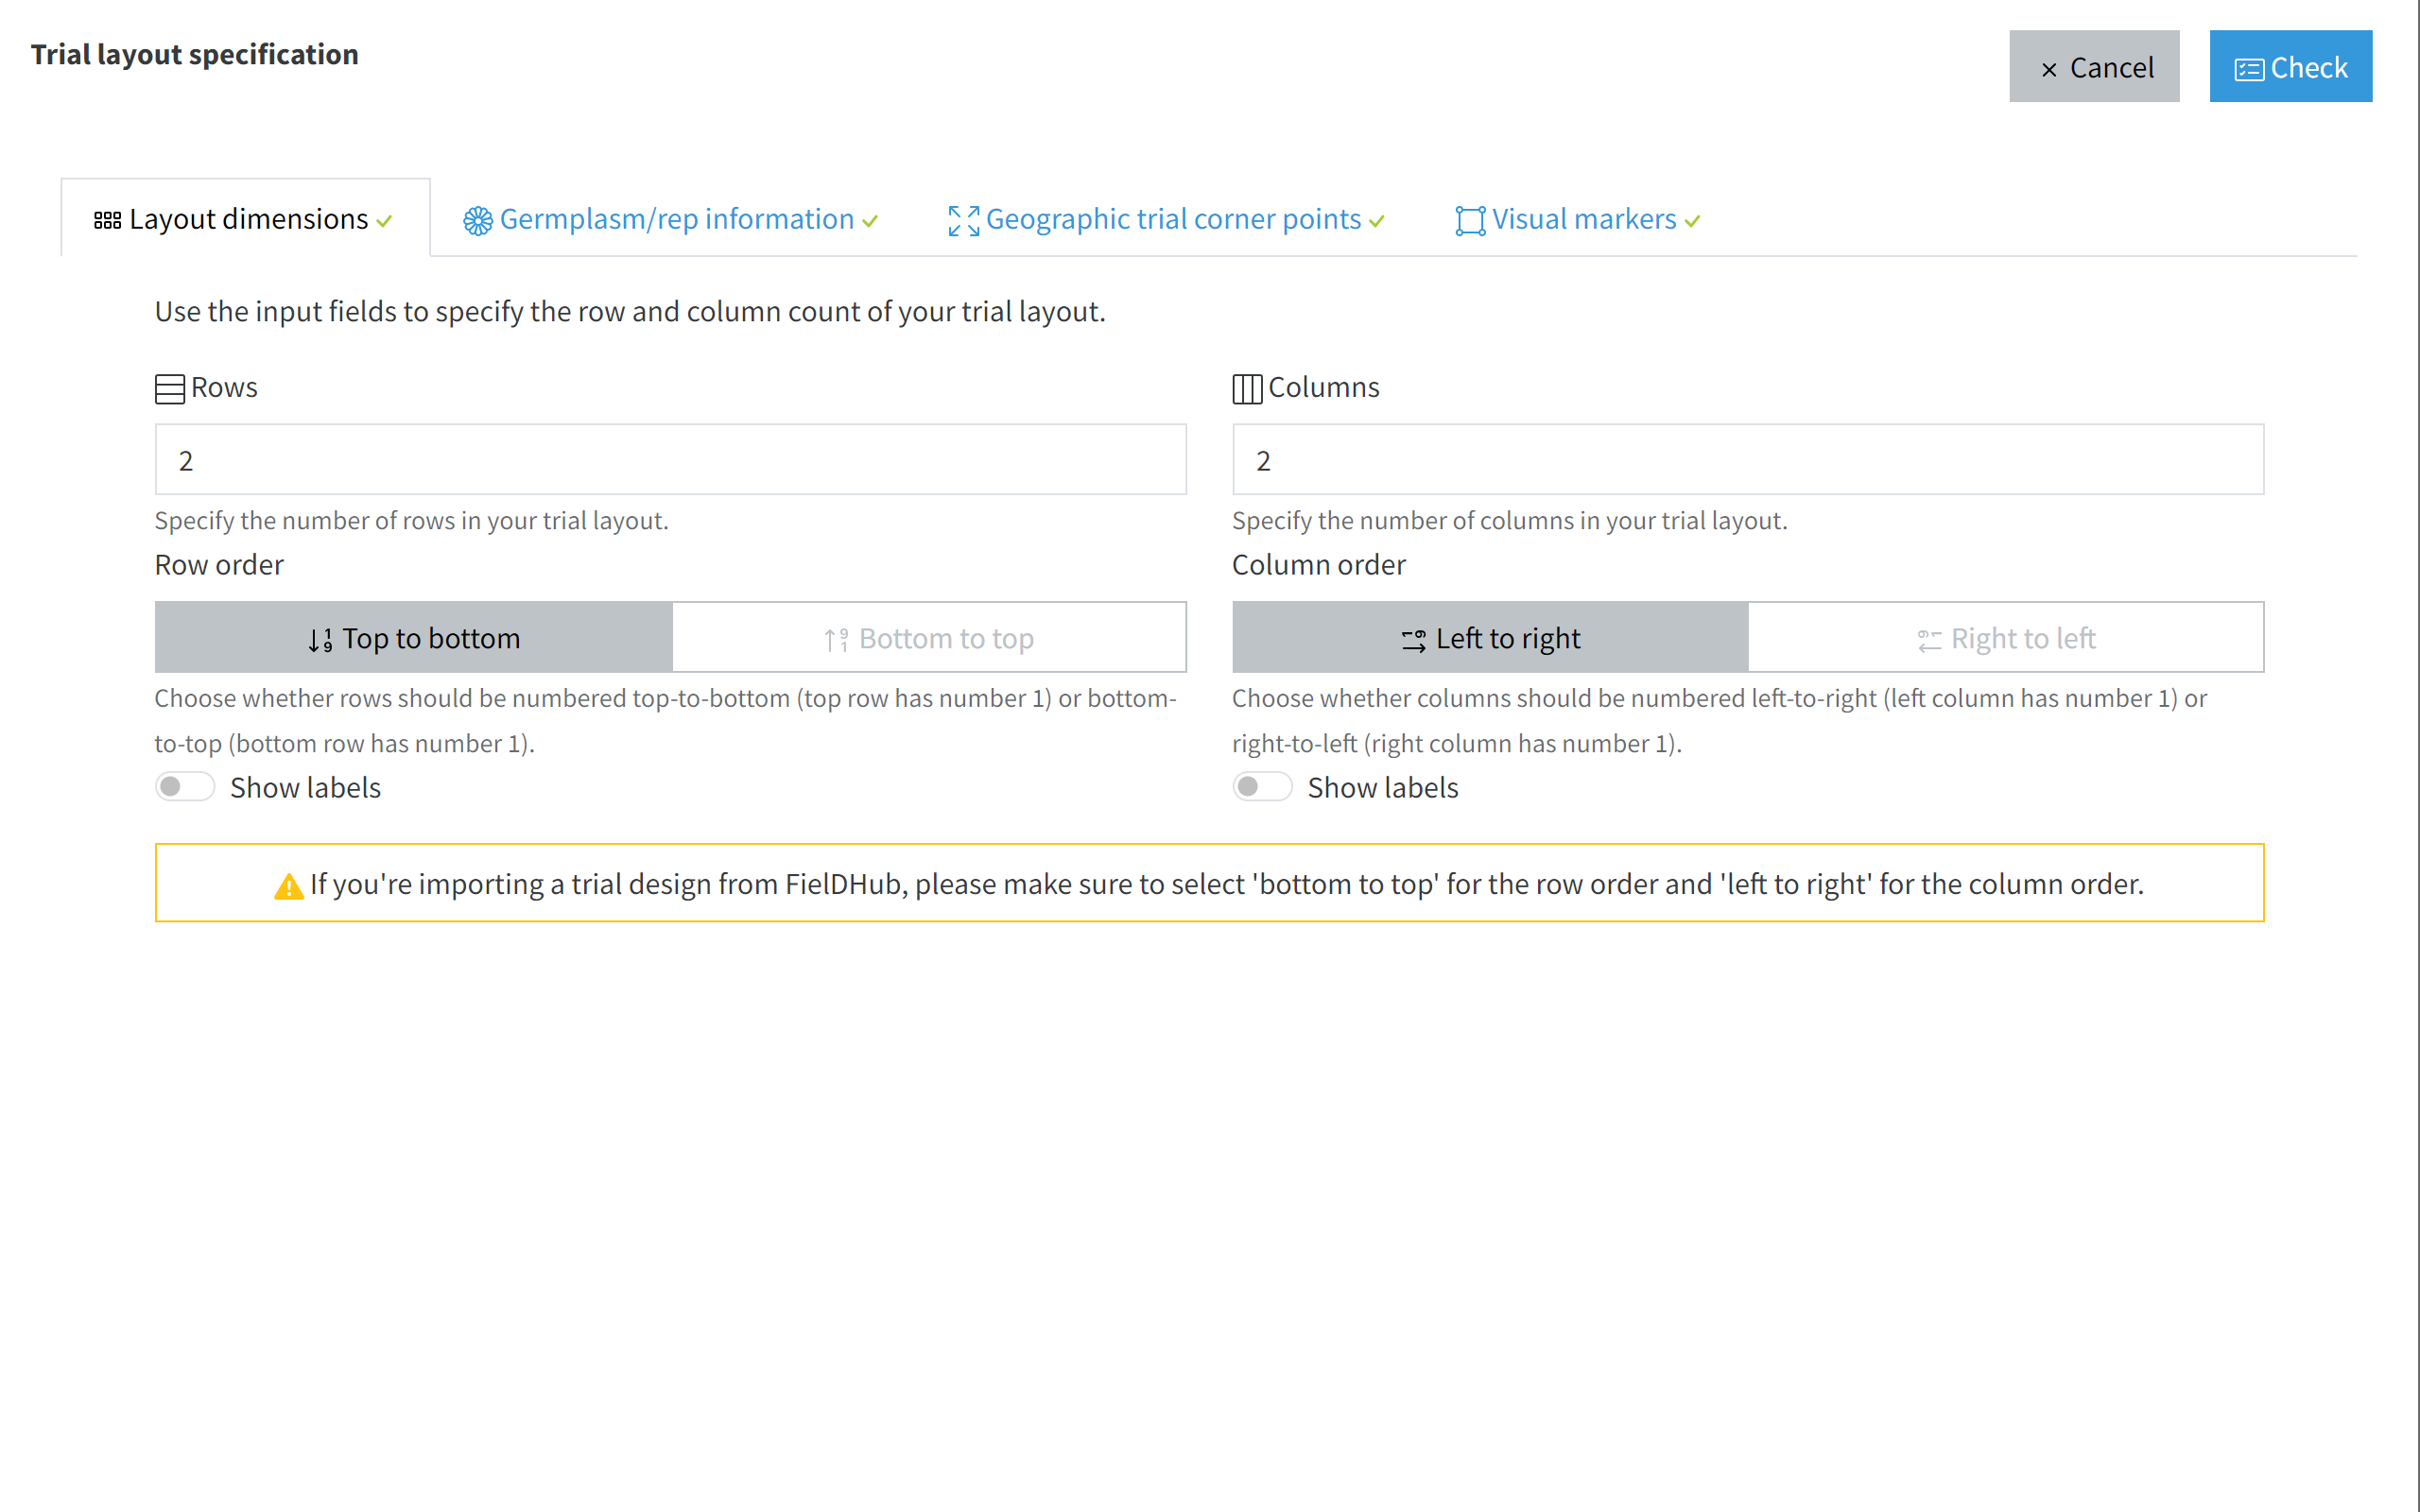 Trial layout specification
Cancel
Check
Layout dimensions
Germplasm/rep information
Geographic trial corner points
Visual markers
Use the input fields to specify the row and column count of your trial layout.
Rows
2
Specify the number of rows in your trial layout.
Row order
Top to bottom
Bottom to top
Choose whether rows should be numbered top-to-bottom (top row has number 1) or bottom-
to-top (bottom row has number 1).
Show labels
Columns
2
Specify the number of columns in your trial layout.
Column order
Left to right
Right to left
Choose whether columns should be numbered left-to-right (left column has number 1) or
right-to-left (right column has number 1).
Show labels
If you're importing a trial design from FielDHub, please make sure to select 'bottom to top' for the row order and 'left to right' for the column order.